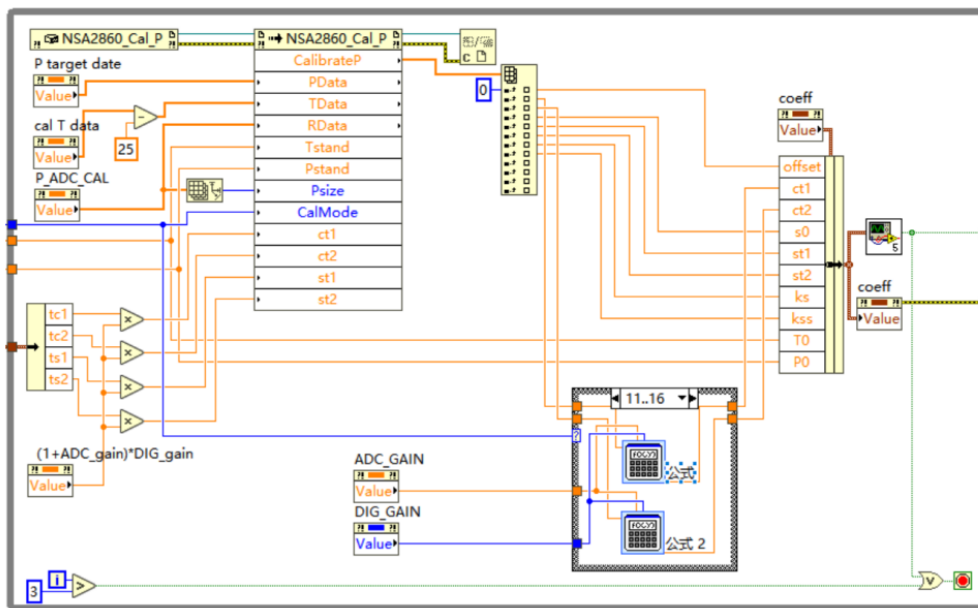 NSA2860_Cal_P
NSA2860_Cal_P
CalibrateP
PData
TData
RData
Tstand
Pstand
Psize
CalMode
ct1
ct2
st1
st2
P target date
Value
cal T data
Value
25
P_ADC_CAL
Value
0
coeff
Value
offset
ct1
ct2
s0
st1
st2
ks
kss
T0
P0
5
coeff
Value
tc1
tc2
ts1
ts2
(1+ADC_gain)*DIG_gain
Value
ADC_GAIN
Value
DIG_GAIN
Value
11..16
?
公式
公式 2
i
3
>
V